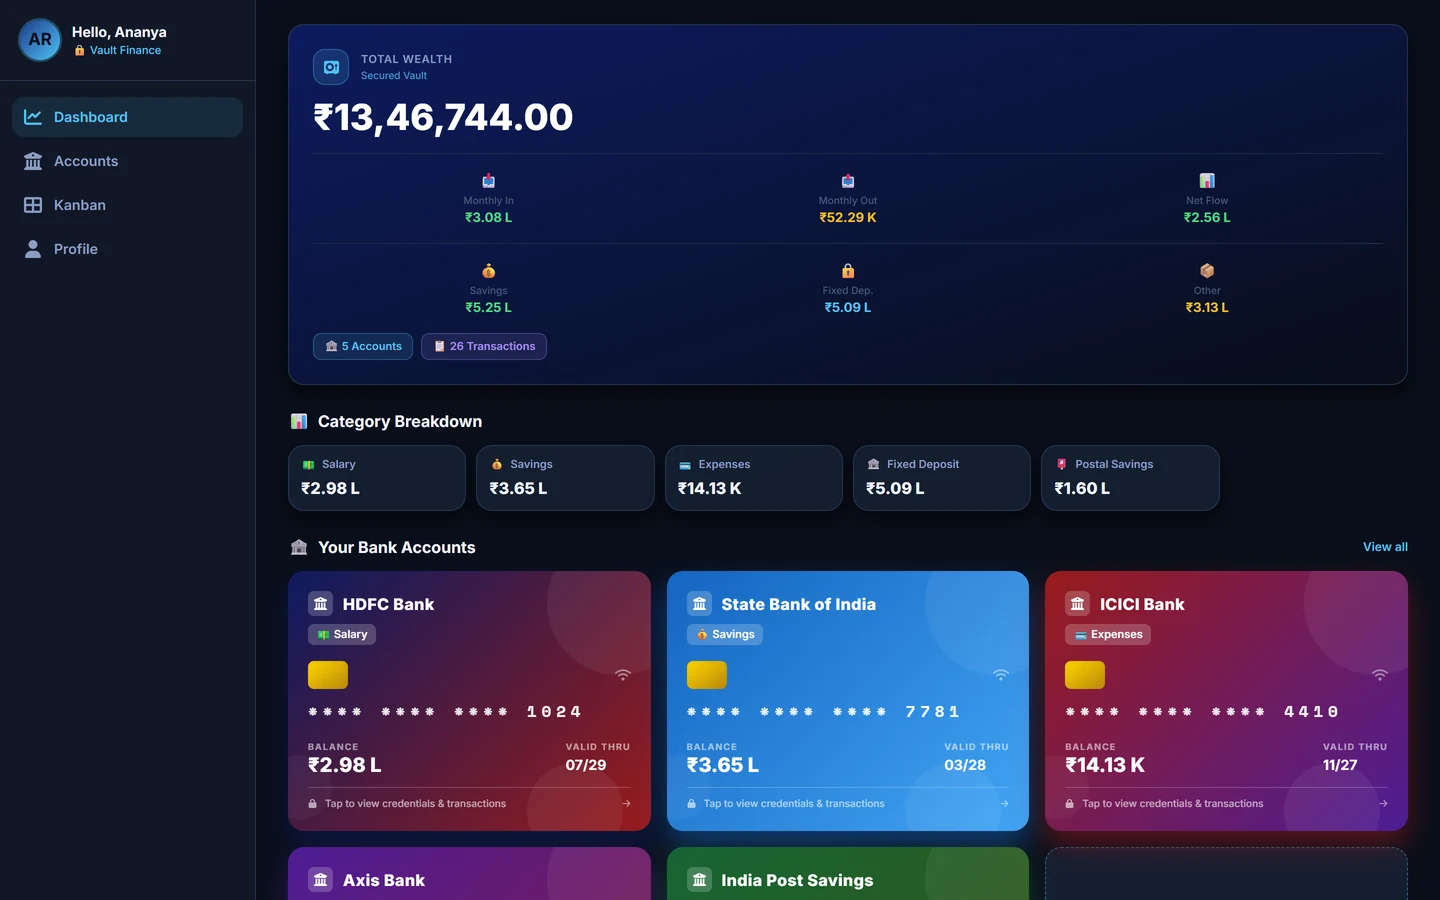 AR
Hello, Ananya
Vault Finance
Dashboard
Accounts
Kanban
Profile
TOTAL WEALTH
Secured Vault
₹13,46,744.00
Monthly In
₹3.08 L
Monthly Out
₹52.29 K
Net Flow
₹2.56 L
Savings
₹5.25 L
Fixed Dep.
₹5.09 L
Other
₹3.13 L
5 Accounts
26 Transactions
Category Breakdown
Salary
₹2.98 L
Savings
₹3.65 L
Expenses
₹14.13 K
Fixed Deposit
₹5.09 L
Postal Savings
₹1.60 L
Your Bank Accounts
View all
HDFC Bank
Salary
**** **** **** 1024
BALANCE
₹2.98 L
VALID THRU
07/29
Tap to view credentials & transactions →
State Bank of India
Savings
**** **** **** 7781
BALANCE
₹3.65 L
VALID THRU
03/28
Tap to view credentials & transactions →
ICICI Bank
Expenses
**** **** **** 4410
BALANCE
₹14.13 K
VALID THRU
11/27
Tap to view credentials & transactions →
Axis Bank
India Post Savings